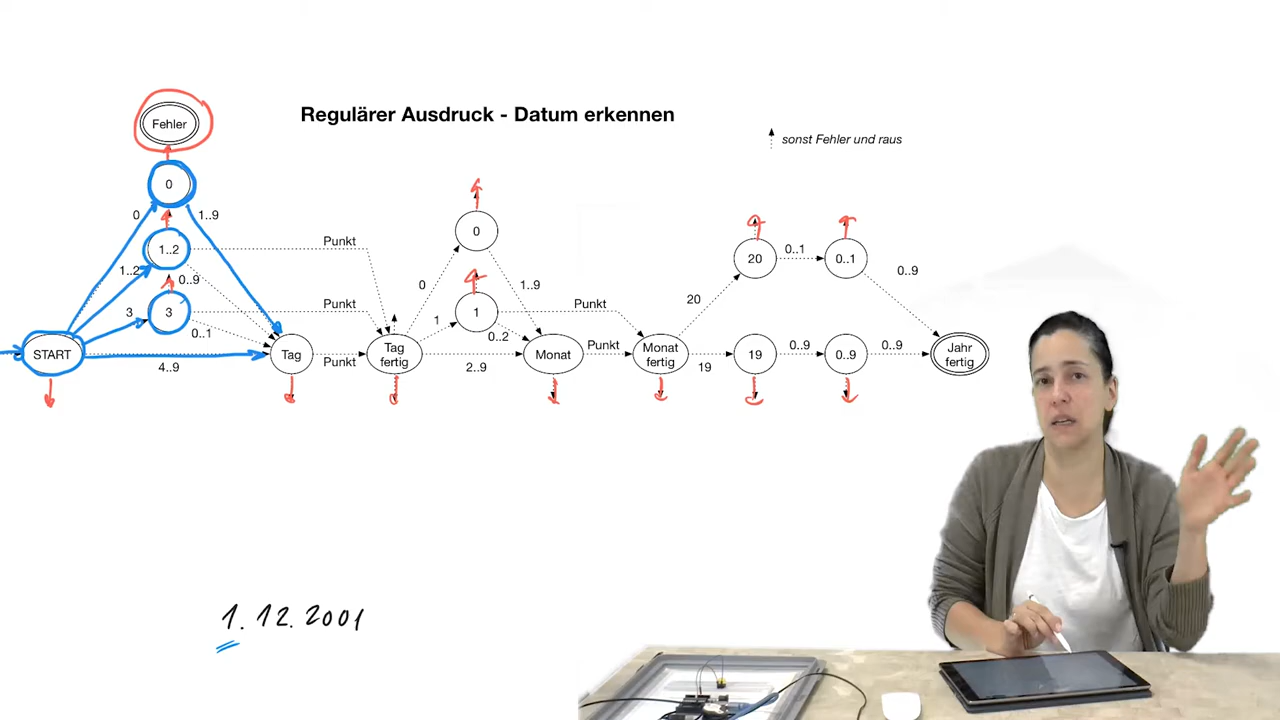 Regulärer Ausdruck - Datum erkennen
Fehler
sonst Fehler und raus
0
0
1..9
1..2
Punkt
0
20
0..1
0..1
0..9
1..2
0..9
0
1..9
3
3
Punkt
1
1
Punkt
20
0..1
0..2
START
Tag
Punkt
Tag
fertig
Monat
Punkt
Monat
fertig
19
0..9
0..9
0..9
Jahr
fertig
4..9
2..9
19
1. 12. 2001